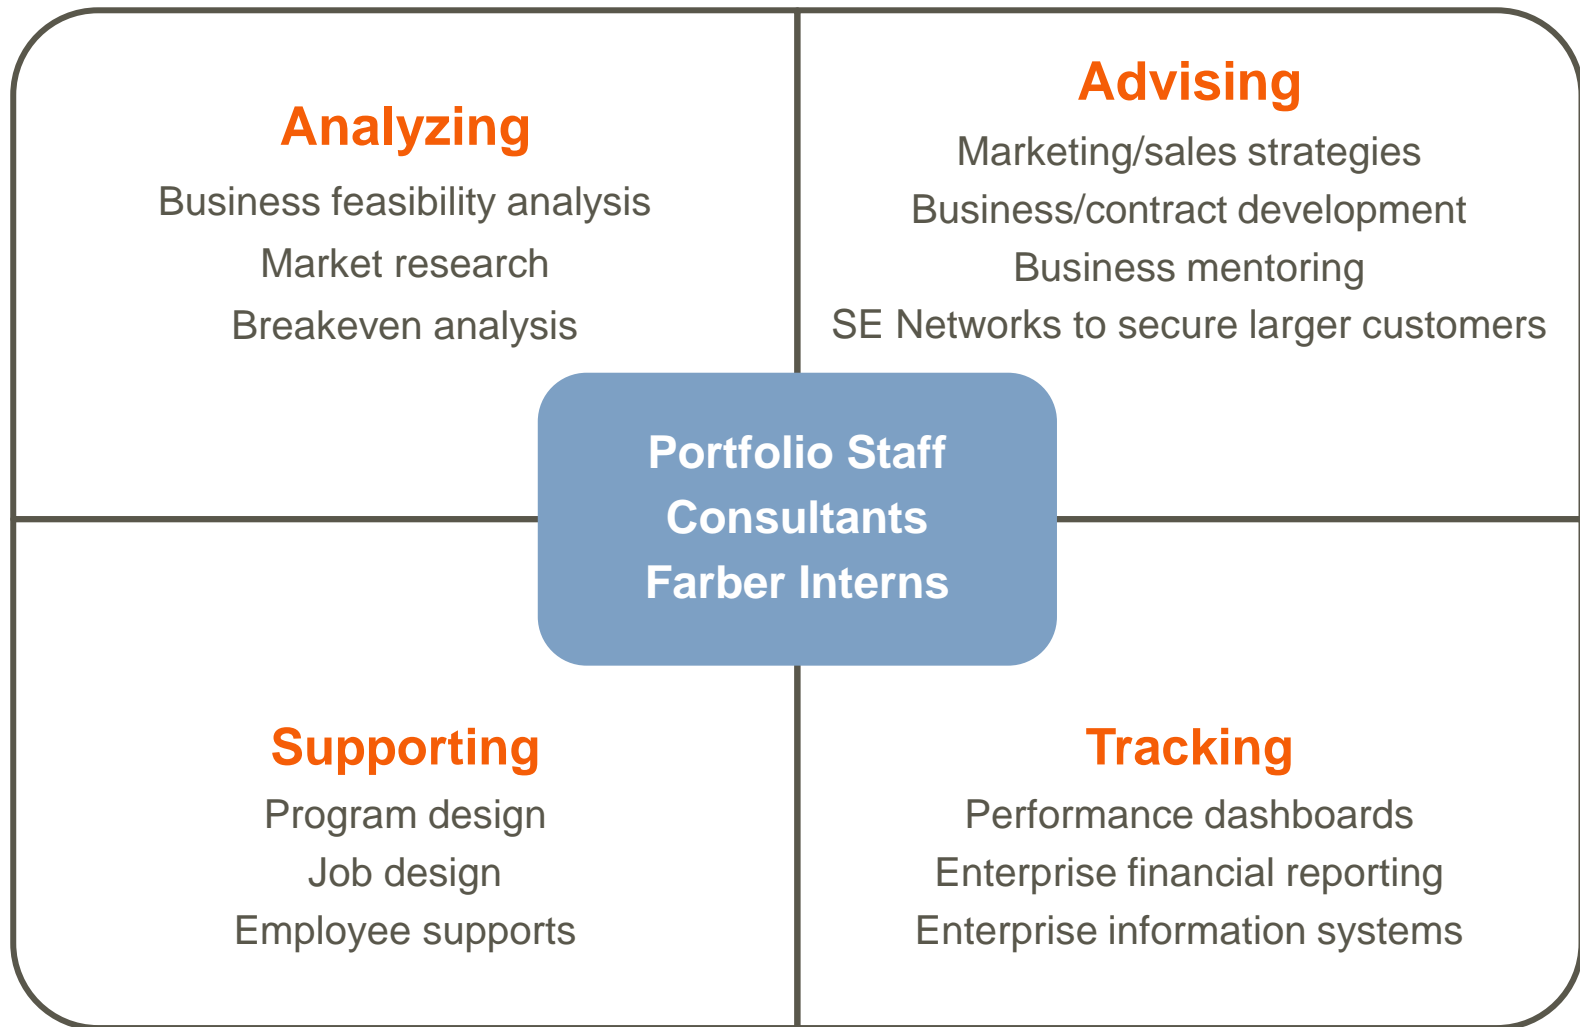 Analyzing
Business feasibility analysis
Market research
Breakeven analysis
Advising
Marketing/sales strategies
Business/contract development
Business mentoring
SE Networks to secure larger customers
Portfolio Staff
Consultants
Farber Interns
Supporting
Program design
Job design
Employee supports
Tracking
Performance dashboards
Enterprise financial reporting
Enterprise information systems